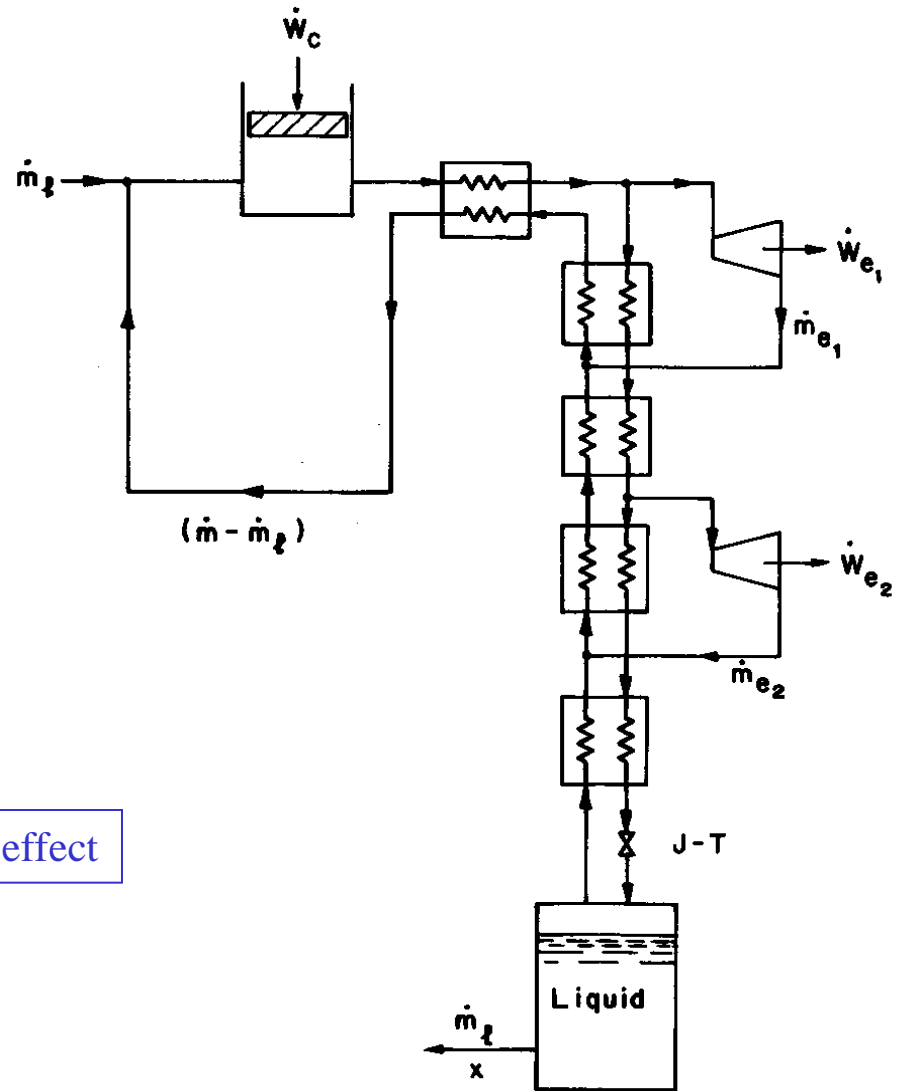 Ẇc
ṁℓ
Ẇe₁
ṁe₁
(ṁ - ṁℓ)
Ẇe₂
ṁe₂
effect
J-T
Liquid
ṁℓ
x